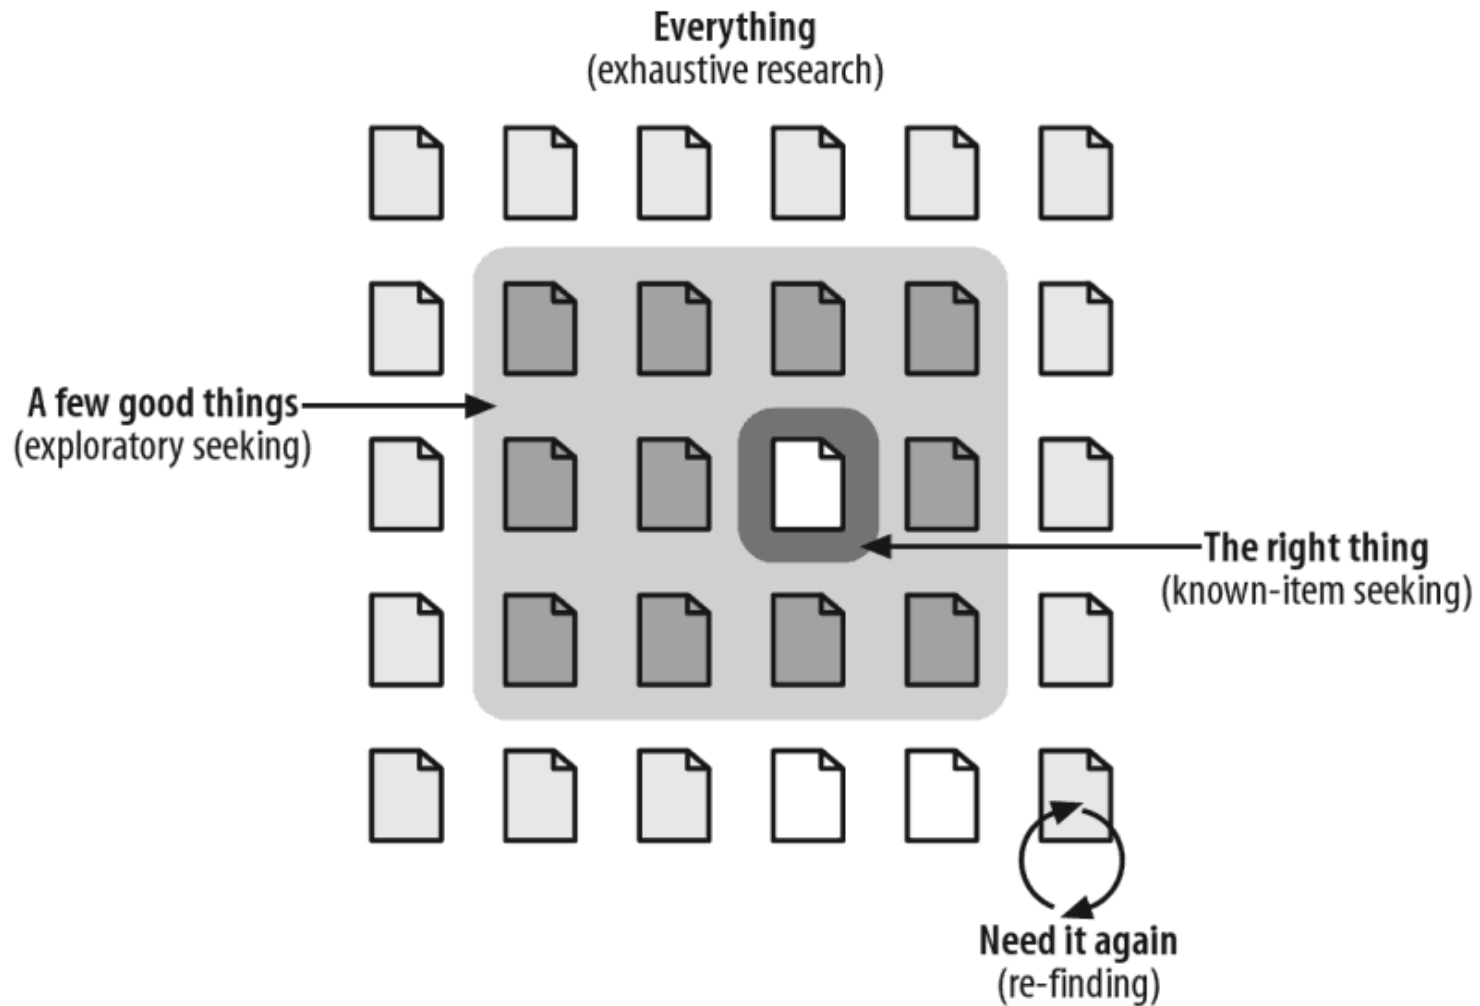 Everything
(exhaustive research)
A few good things
(exploratory seeking)
The right thing
(known-item seeking)
Need it again
(re-finding)